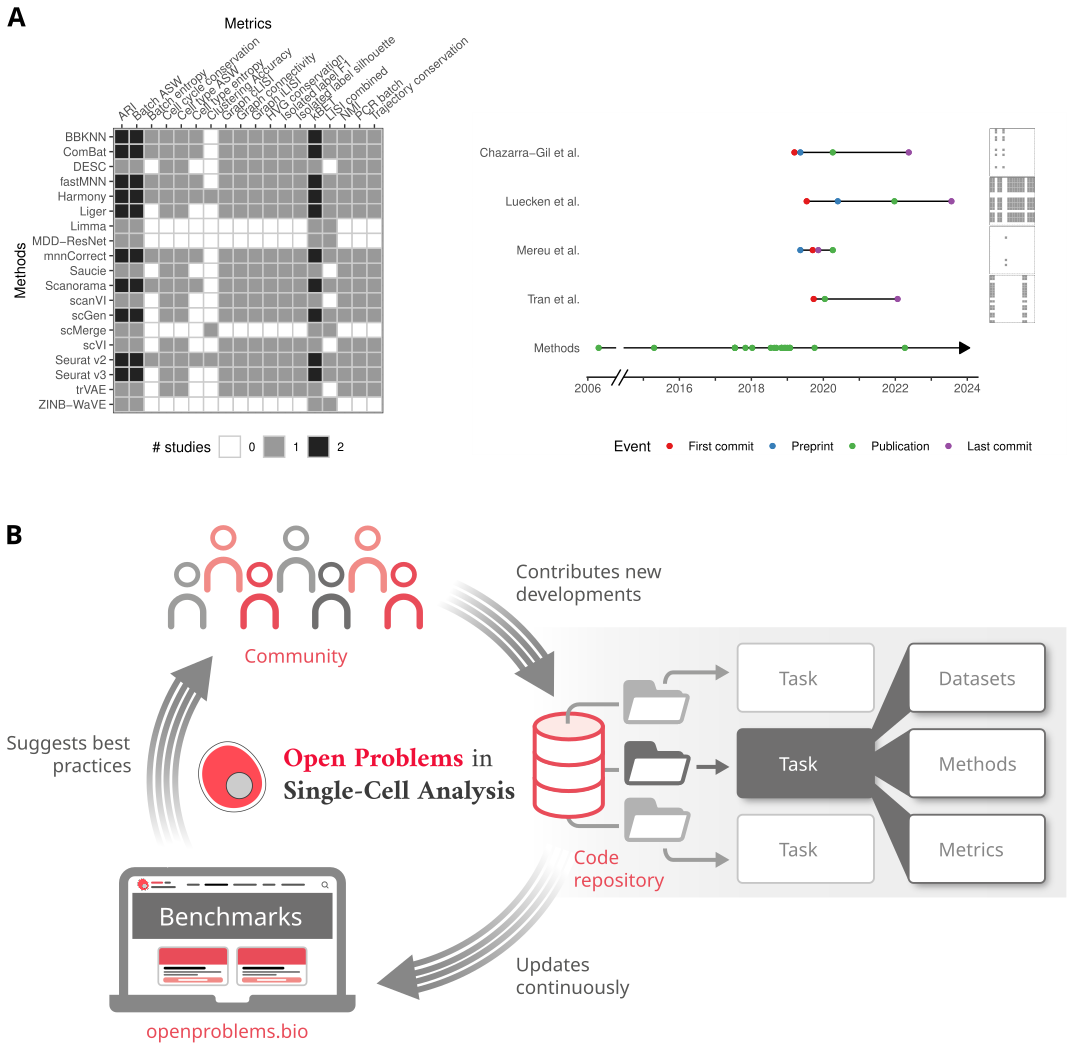 A
Metrics
ARI
Batch ASW
Batch entropy
Cell cycle conservation
Cell type ASW
Cell type entropy
Clustering Accuracy
Graph cLISI
Graph connectivity
Graph iLISI
HVG conservation
Isolated label F1
Isolated label silhouette
kBET
LISI combined
NMI
PCR batch
Trajectory conservation
Methods
BBKNN
ComBat
DESC
fastMNN
Harmony
Liger
Limma
MDD−ResNet
mnnCorrect
Saucie
Scanorama
scanVI
scGen
scMerge
scVI
Seurat v2
Seurat v3
trVAE
ZINB−WaVE
# studies 0 1 2
Chazarra−Gil et al.
Luecken et al.
Mereu et al.
Tran et al.
Methods
2006 2016 2018 2020 2022 2024
Event First commit Preprint Publication Last commit
B
Community
Contributes new
developments
Suggests best
practices
Open Problems in
Single-Cell Analysis
Code
repository
Task
Task
Task
Datasets
Methods
Metrics
Benchmarks
openproblems.bio
Updates
continuously